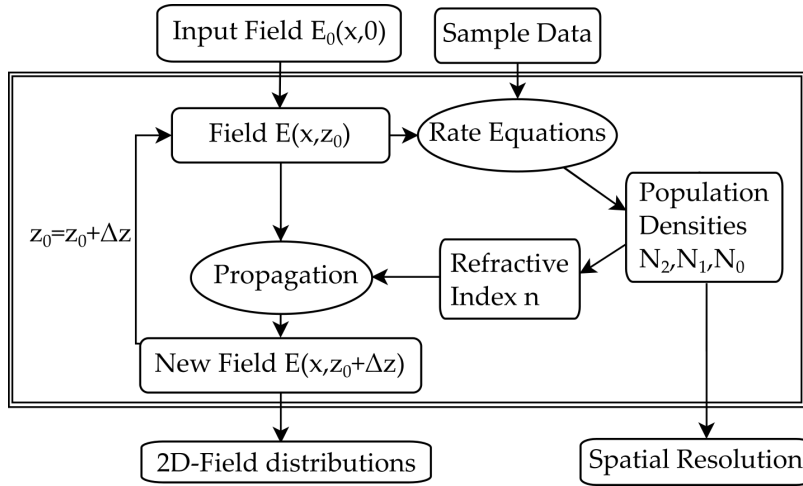 Input Field E₀(x,0)
Sample Data
Field E(x,z₀)
Rate Equations
Population
Densities
N₂,N₁,N₀
z₀=z₀+Δz
Propagation
Refractive
Index n
New Field E(x,z₀+Δz)
2D-Field distributions
Spatial Resolution